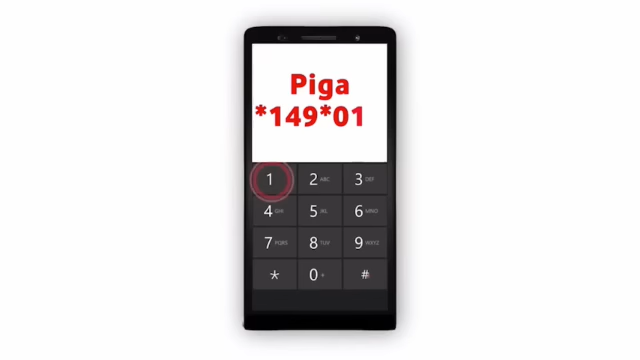 Piga
*149*01
1
2 ABC
3 DEF
4 GHI
5 JKL
6 MNO
7 PQRS
8 TUV
9 WXYZ
*
0 +
#